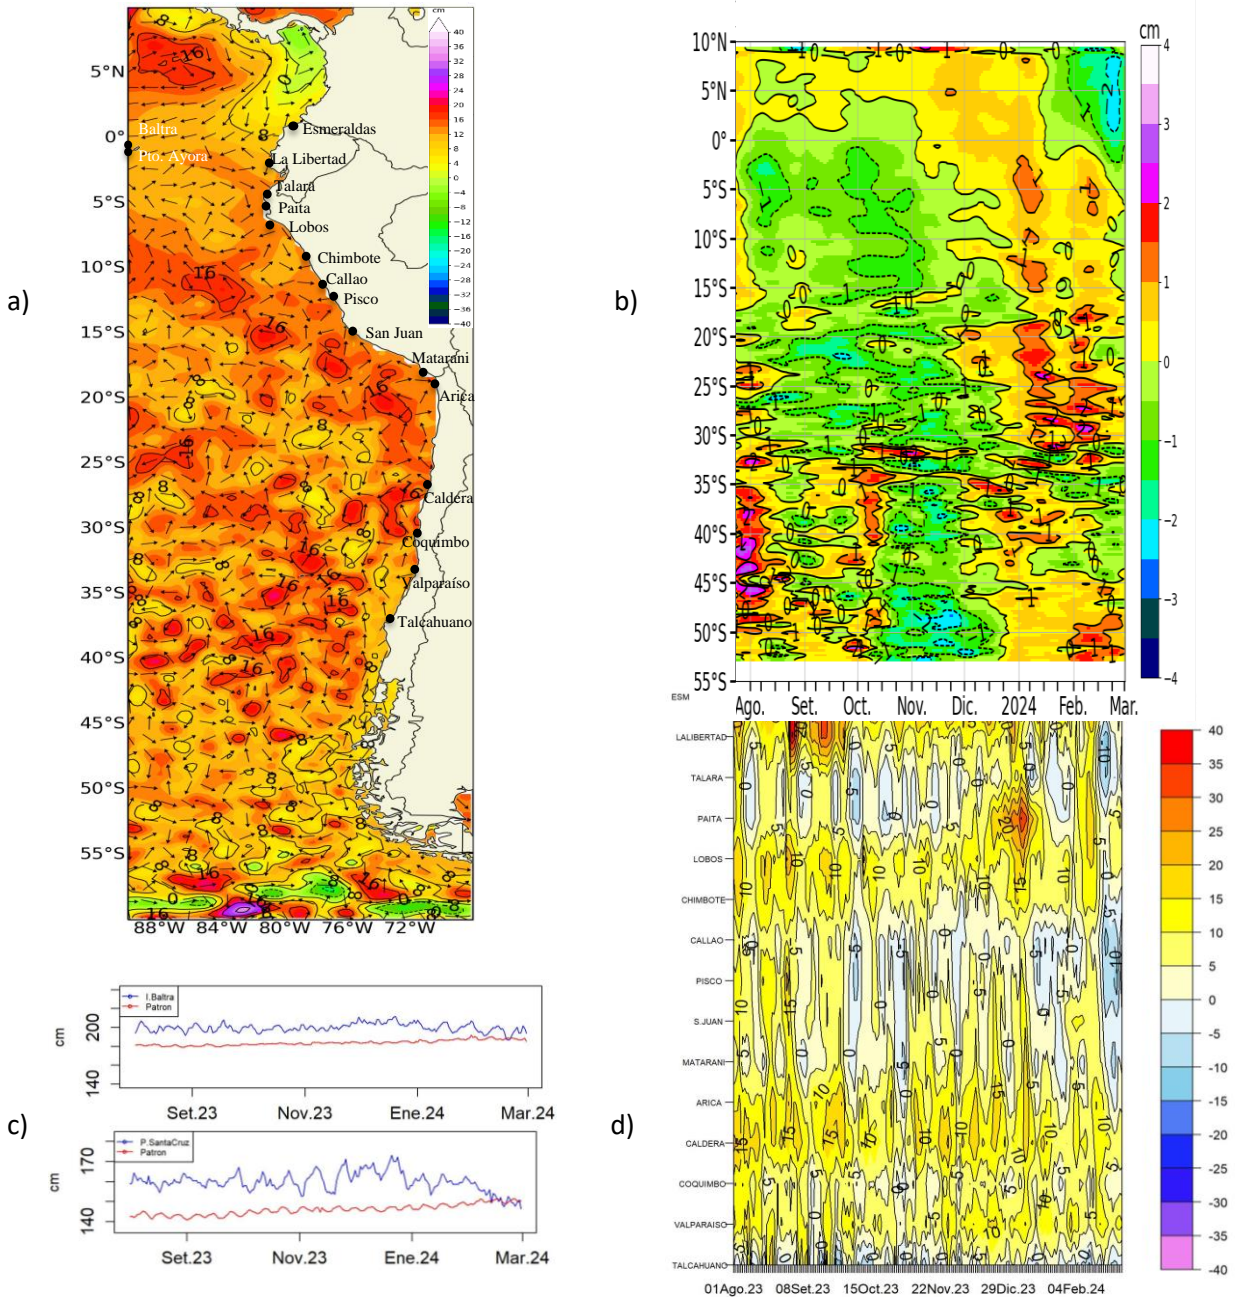 a)
cm
40
36
32
28
24
20
16
12
8
4
0
-4
-8
-12
-16
-20
-24
-28
-32
-36
-40
5°N
0°
5°S
10°S
15°S
20°S
25°S
30°S
35°S
40°S
45°S
50°S
55°S
88°W 84°W 80°W 76°W 72°W
Baltra
Pto. Ayora
Esmeraldas
La Libertad
Talara
Paita
Lobos
Chimbote
Callao
Pisco
San Juan
Matarani
Arica
Caldera
Coquimbo
Valparaíso
Talcahuano
b)
cm
4
3
2
1
0
-1
-2
-3
-4
10°N
5°N
0°
5°S
10°S
15°S
20°S
25°S
30°S
35°S
40°S
45°S
50°S
55°S
Ago. Set. Oct. Nov. Dic. 2024 Feb. Mar.
c)
I.Baltra
Patron
cm
200
140
Set.23 Nov.23 Ene.24 Mar.24
P.SantaCruz
Patron
cm
170
140
Set.23 Nov.23 Ene.24 Mar.24
d)
ESM
LALIBERTAD
TALARA
PAITA
LOBOS
CHIMBOTE
CALLAO
PISCO
S.JUAN
MATARANI
ARICA
CALDERA
COQUIMBO
VALPARAISO
TALCAHUANO
01Ago.23 08Set.23 15Oct.23 22Nov.23 29Dic.23 04Feb.24
40
35
30
25
20
15
10
5
0
-5
-10
-15
-20
-25
-30
-35
-40